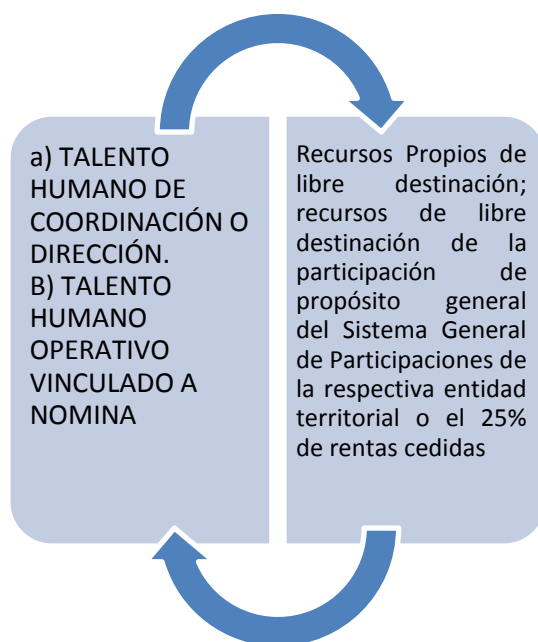 a) TALENTO
HUMANO DE
COORDINACIÓN O
DIRECCIÓN.
B) TALENTO
HUMANO
OPERATIVO
VINCULADO A
NOMINA
Recursos Propios de
libre destinación;
recursos de libre
destinación de la
participación de
propósito general
del Sistema General
de Participaciones de
la respectiva entidad
territorial o el 25%
de rentas cedidas